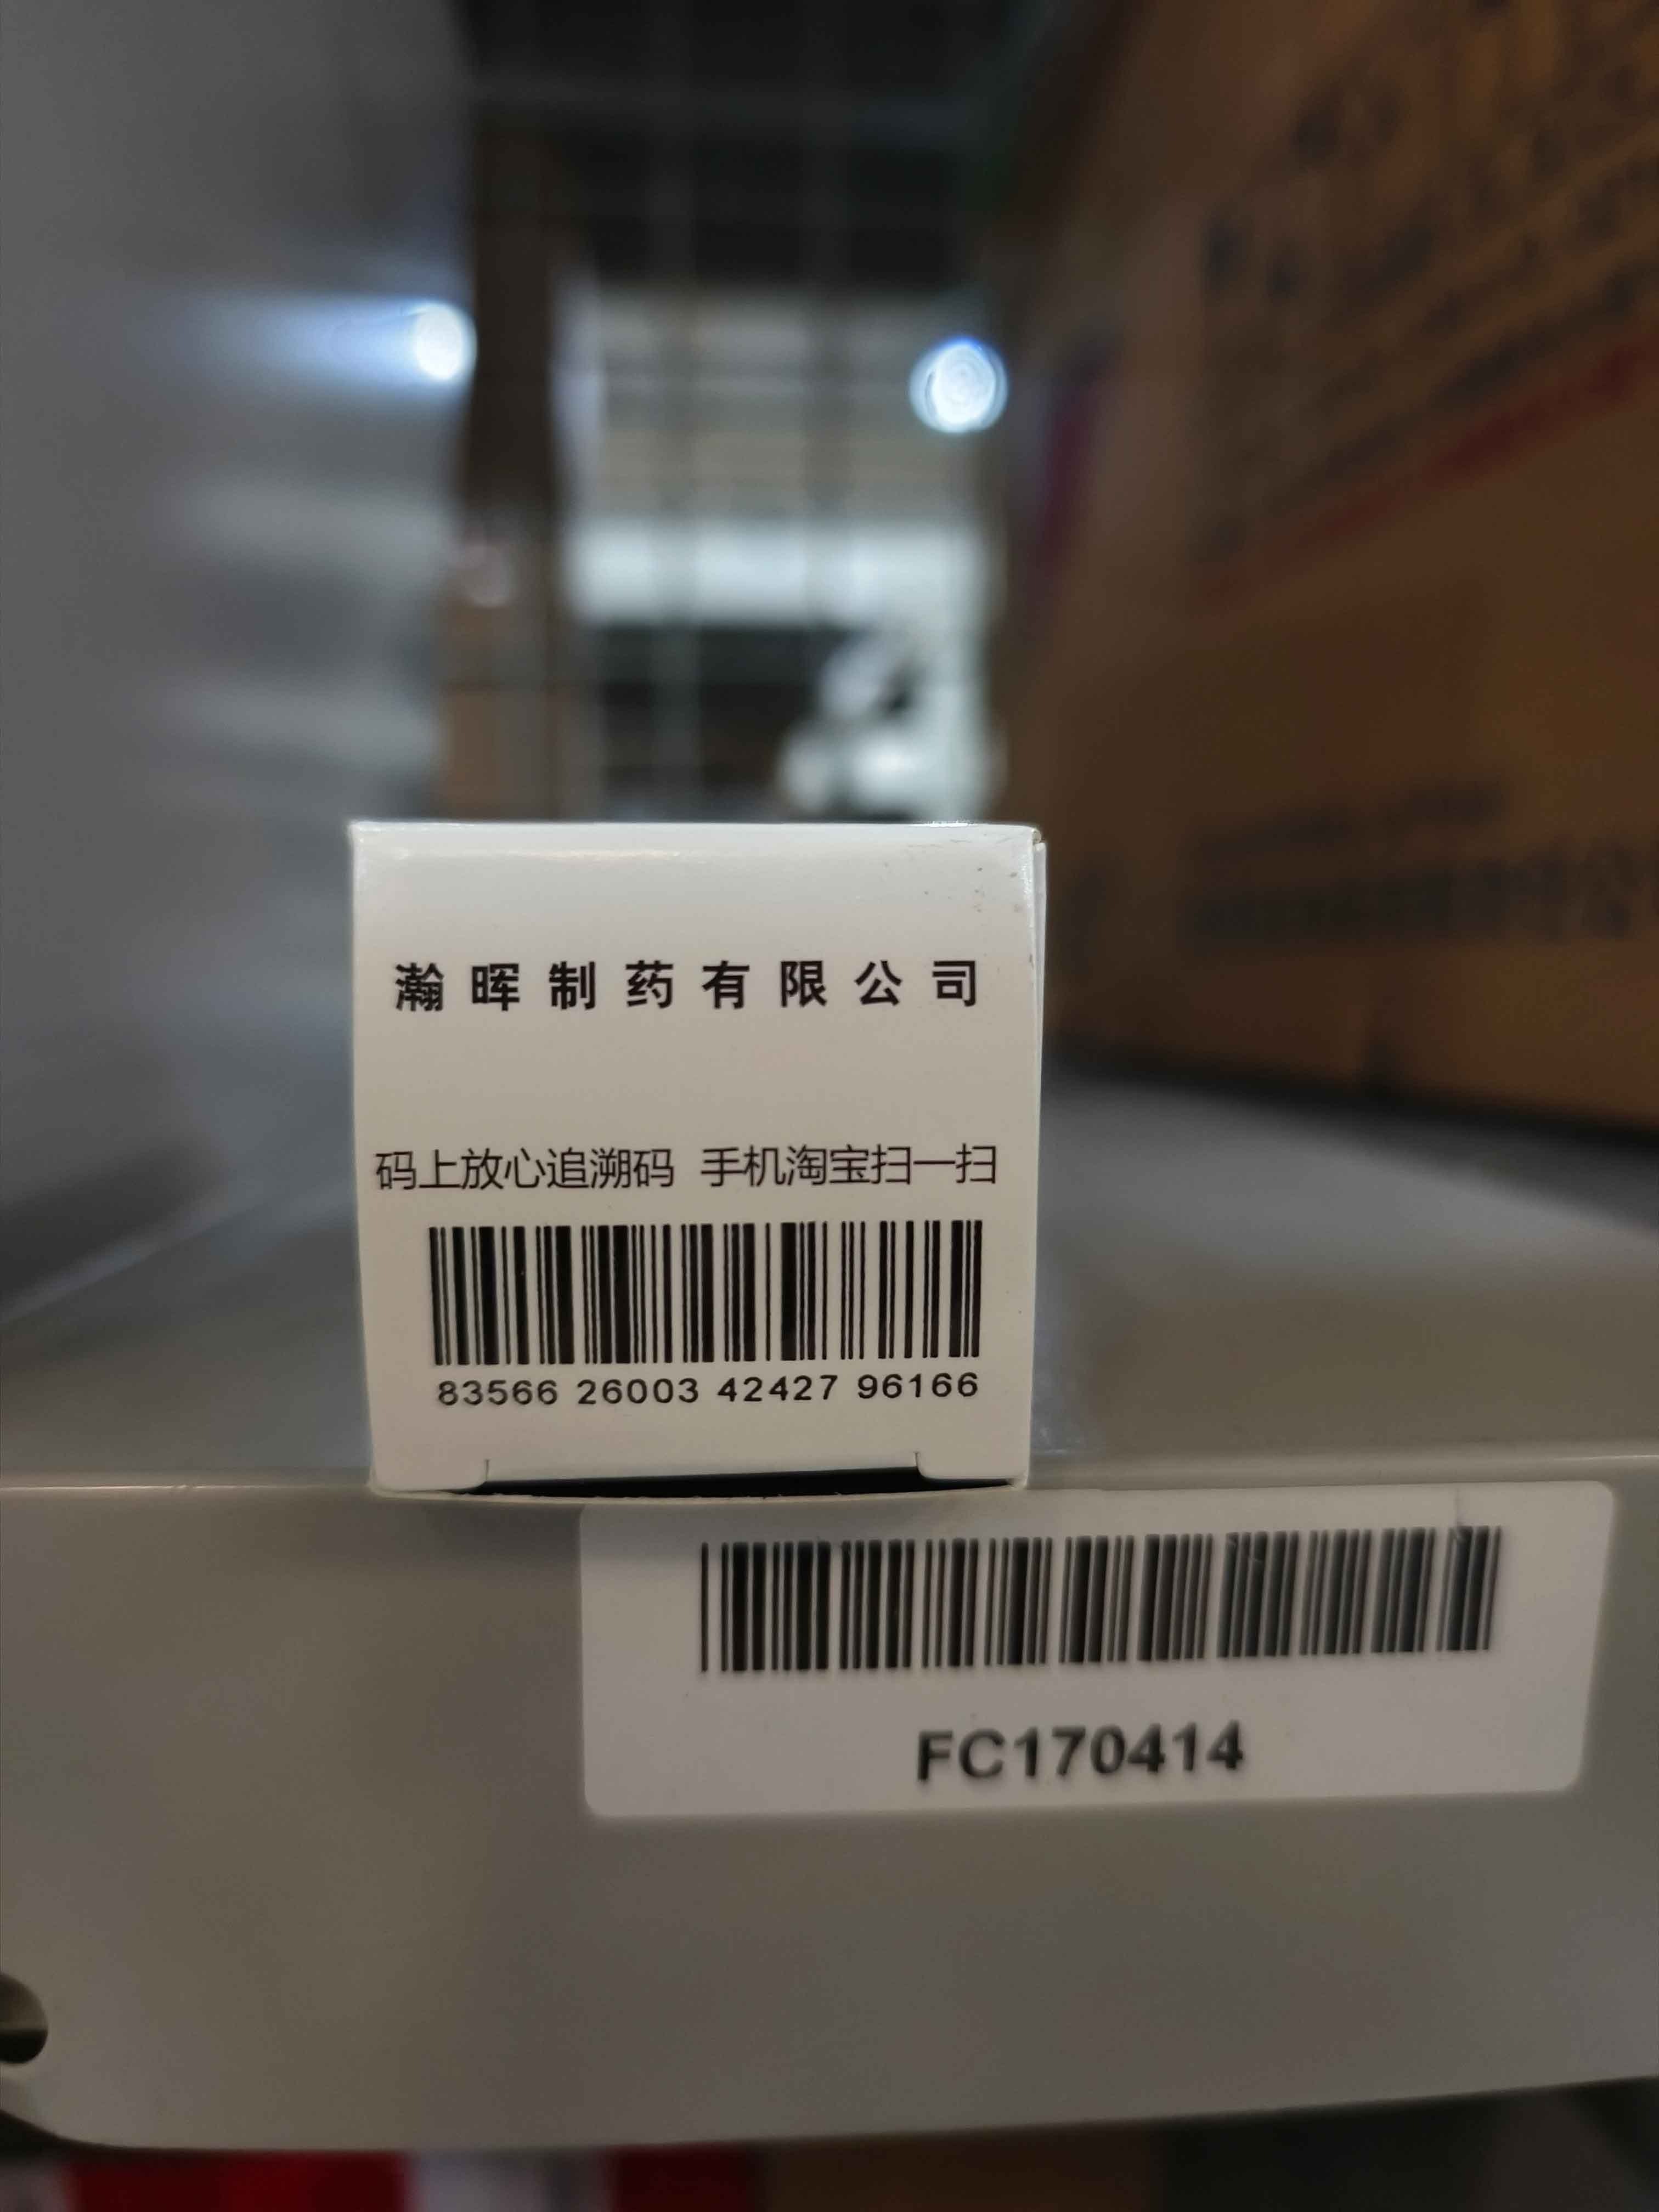 瀚晖制药有限公司
码上放心追溯码 手机淘宝扫一扫
83566 26003 42427 96166
FC170414